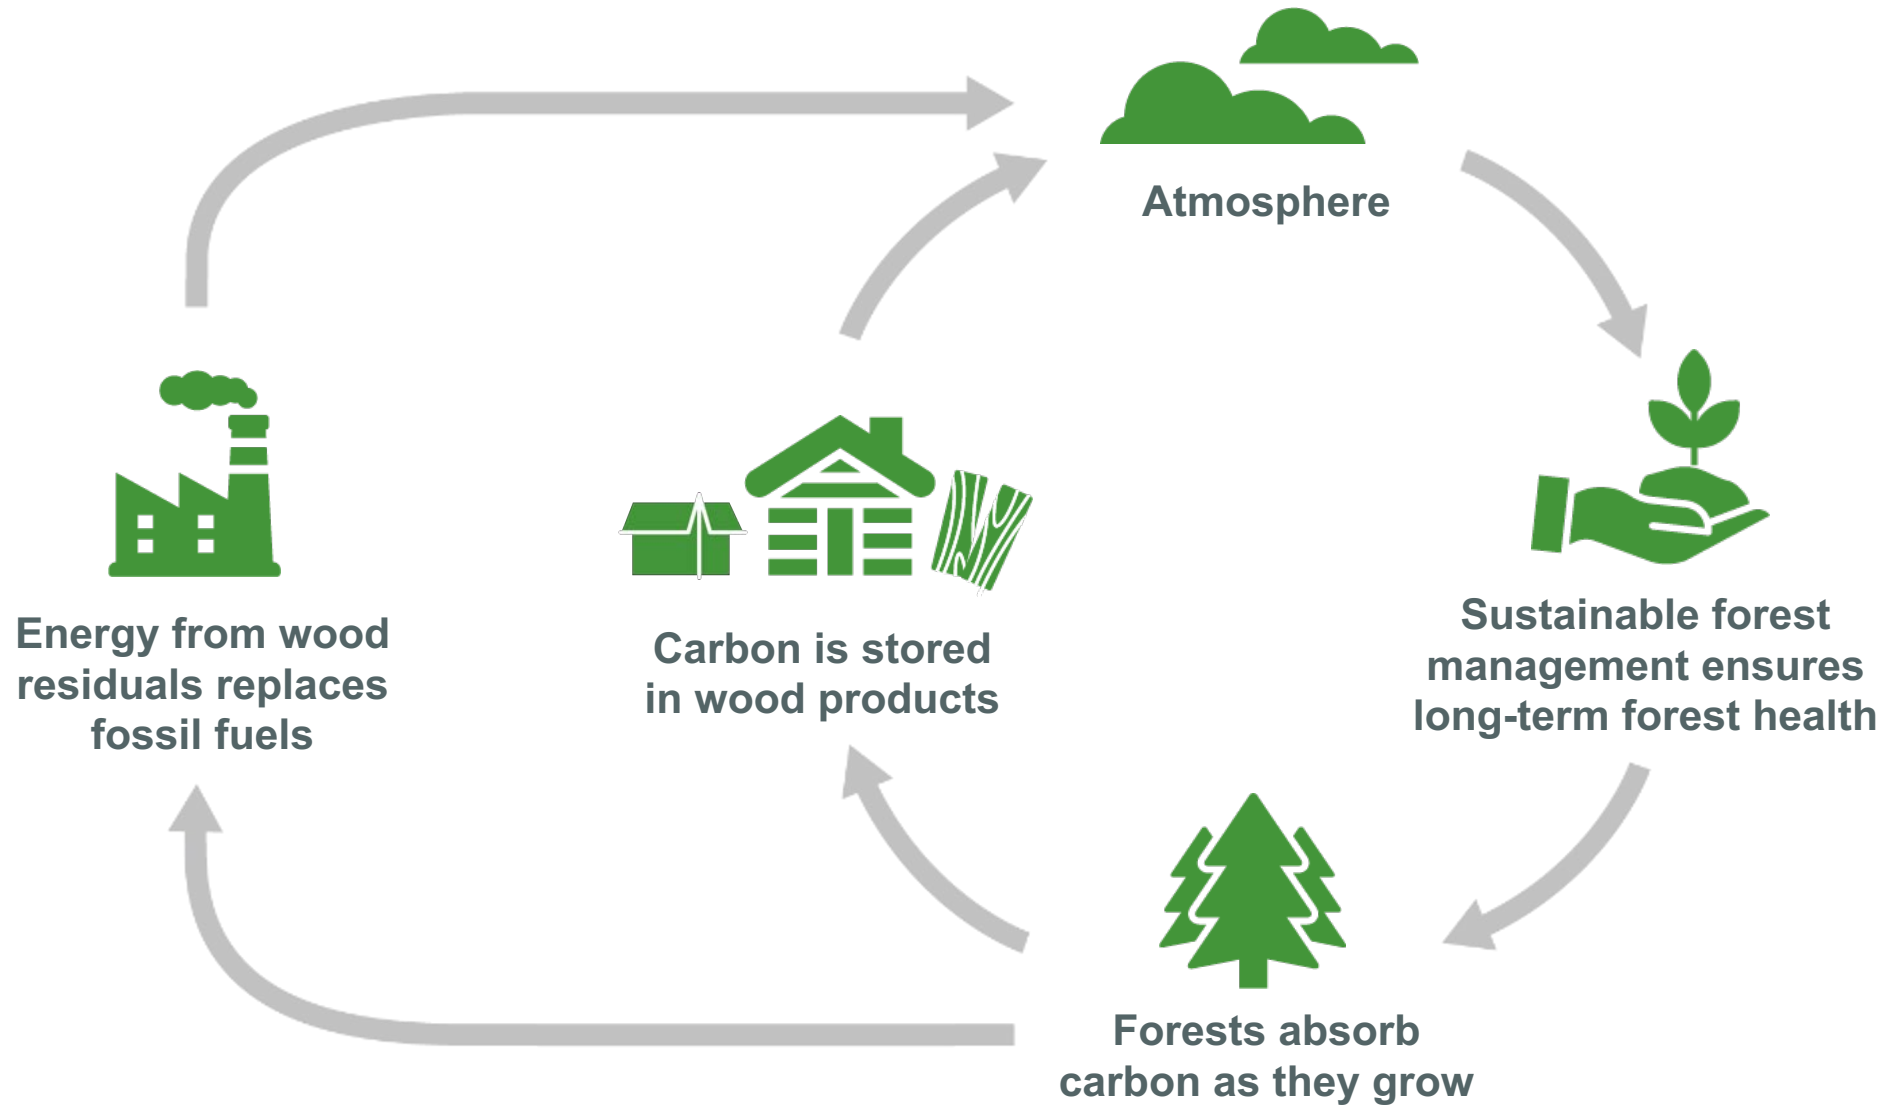 Atmosphere
Energy from wood
residuals replaces
fossil fuels
Carbon is stored
in wood products
Sustainable forest
management ensures
long-term forest health
Forests absorb
carbon as they grow